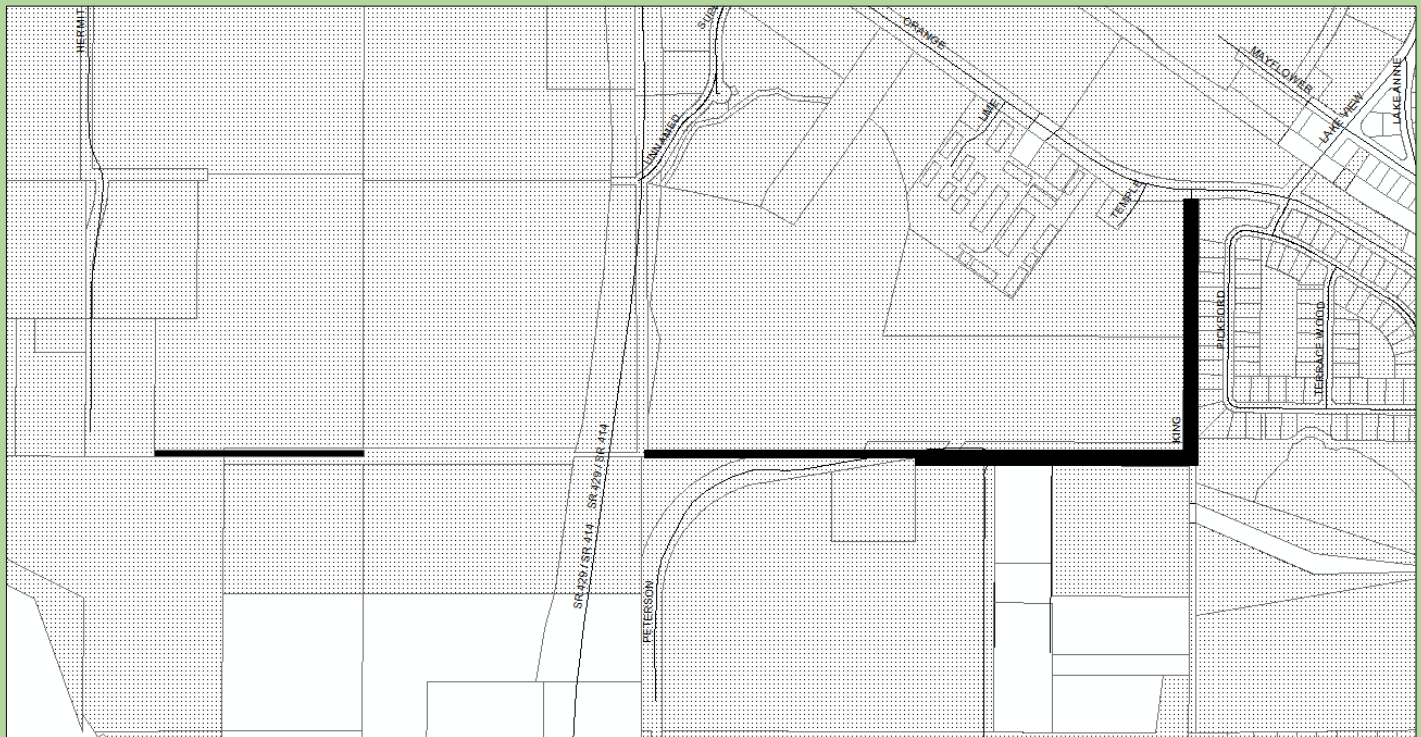 HERMIT
ORANGE
MAYFLOWER
LAKE ANNE
LAKE VIEW
LIME
UNNAMED
TEMPLE
PICKFORD
TERRACE WOOD
KING
SR 429 / SR 414
SR 429 / SR 414
PETERSON